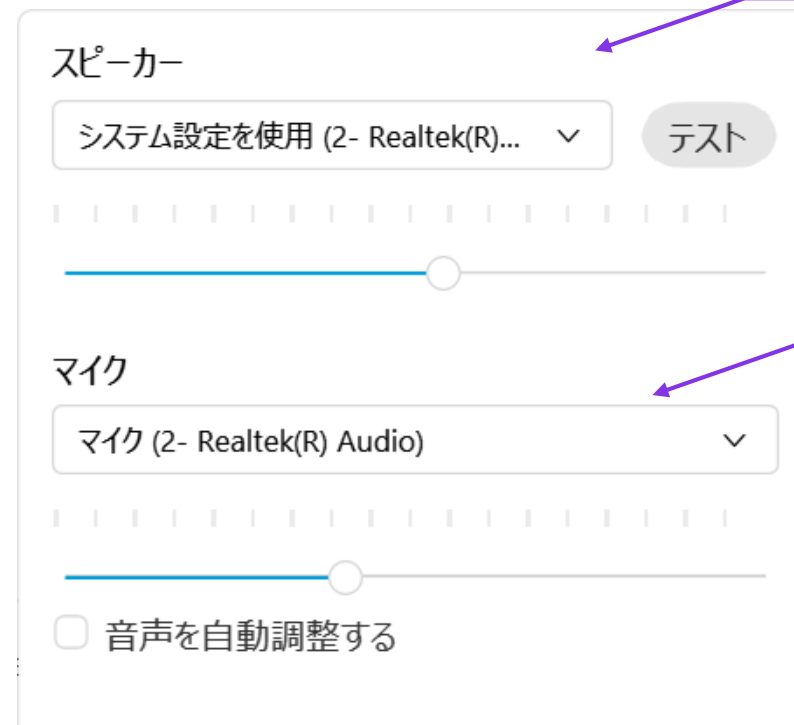 スピーカー
システム設定を使用 (2- Realtek(R)...
テスト
マイク
マイク (2- Realtek(R) Audio)
音声を自動調整する